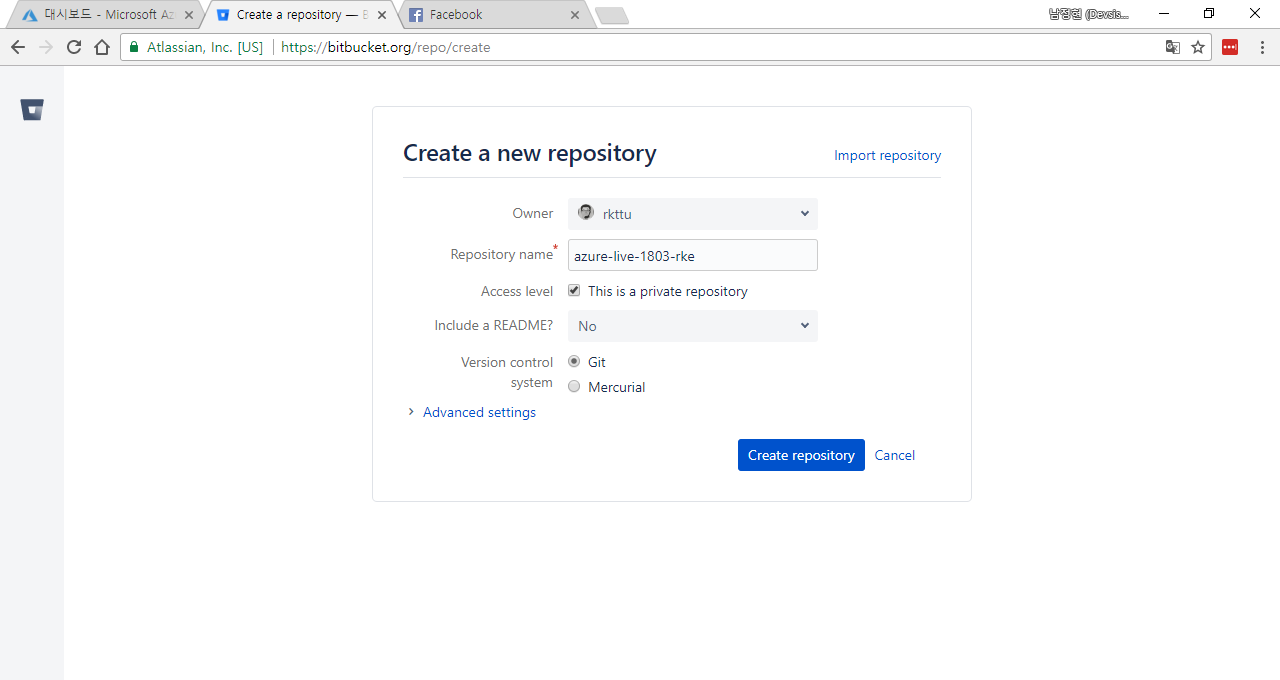 대시보드 - Microsoft Az
Create a repository — B
Facebook
남정현 (Devsis...
Atlassian, Inc. [US]
https://bitbucket.org/repo/create
Create a new repository
Import repository
Owner
rkttu
Repository name*
azure-live-1803-rke
Access level
This is a private repository
Include a README?
No
Version control
system
Git
Mercurial
Advanced settings
Create repository
Cancel